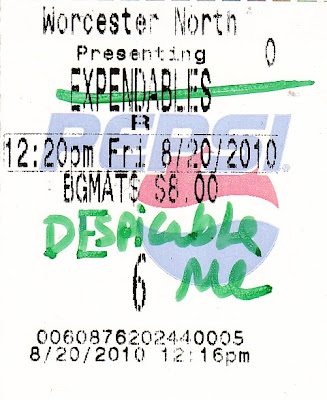 Worcester North
Presenting 0
EXPENDABLES
R
PEPSI
12:20pm Fri 8/20/2010
BGMATS $8.00
DESpicable
Me
6
0060876202440005
8/20/2010 12:16pm